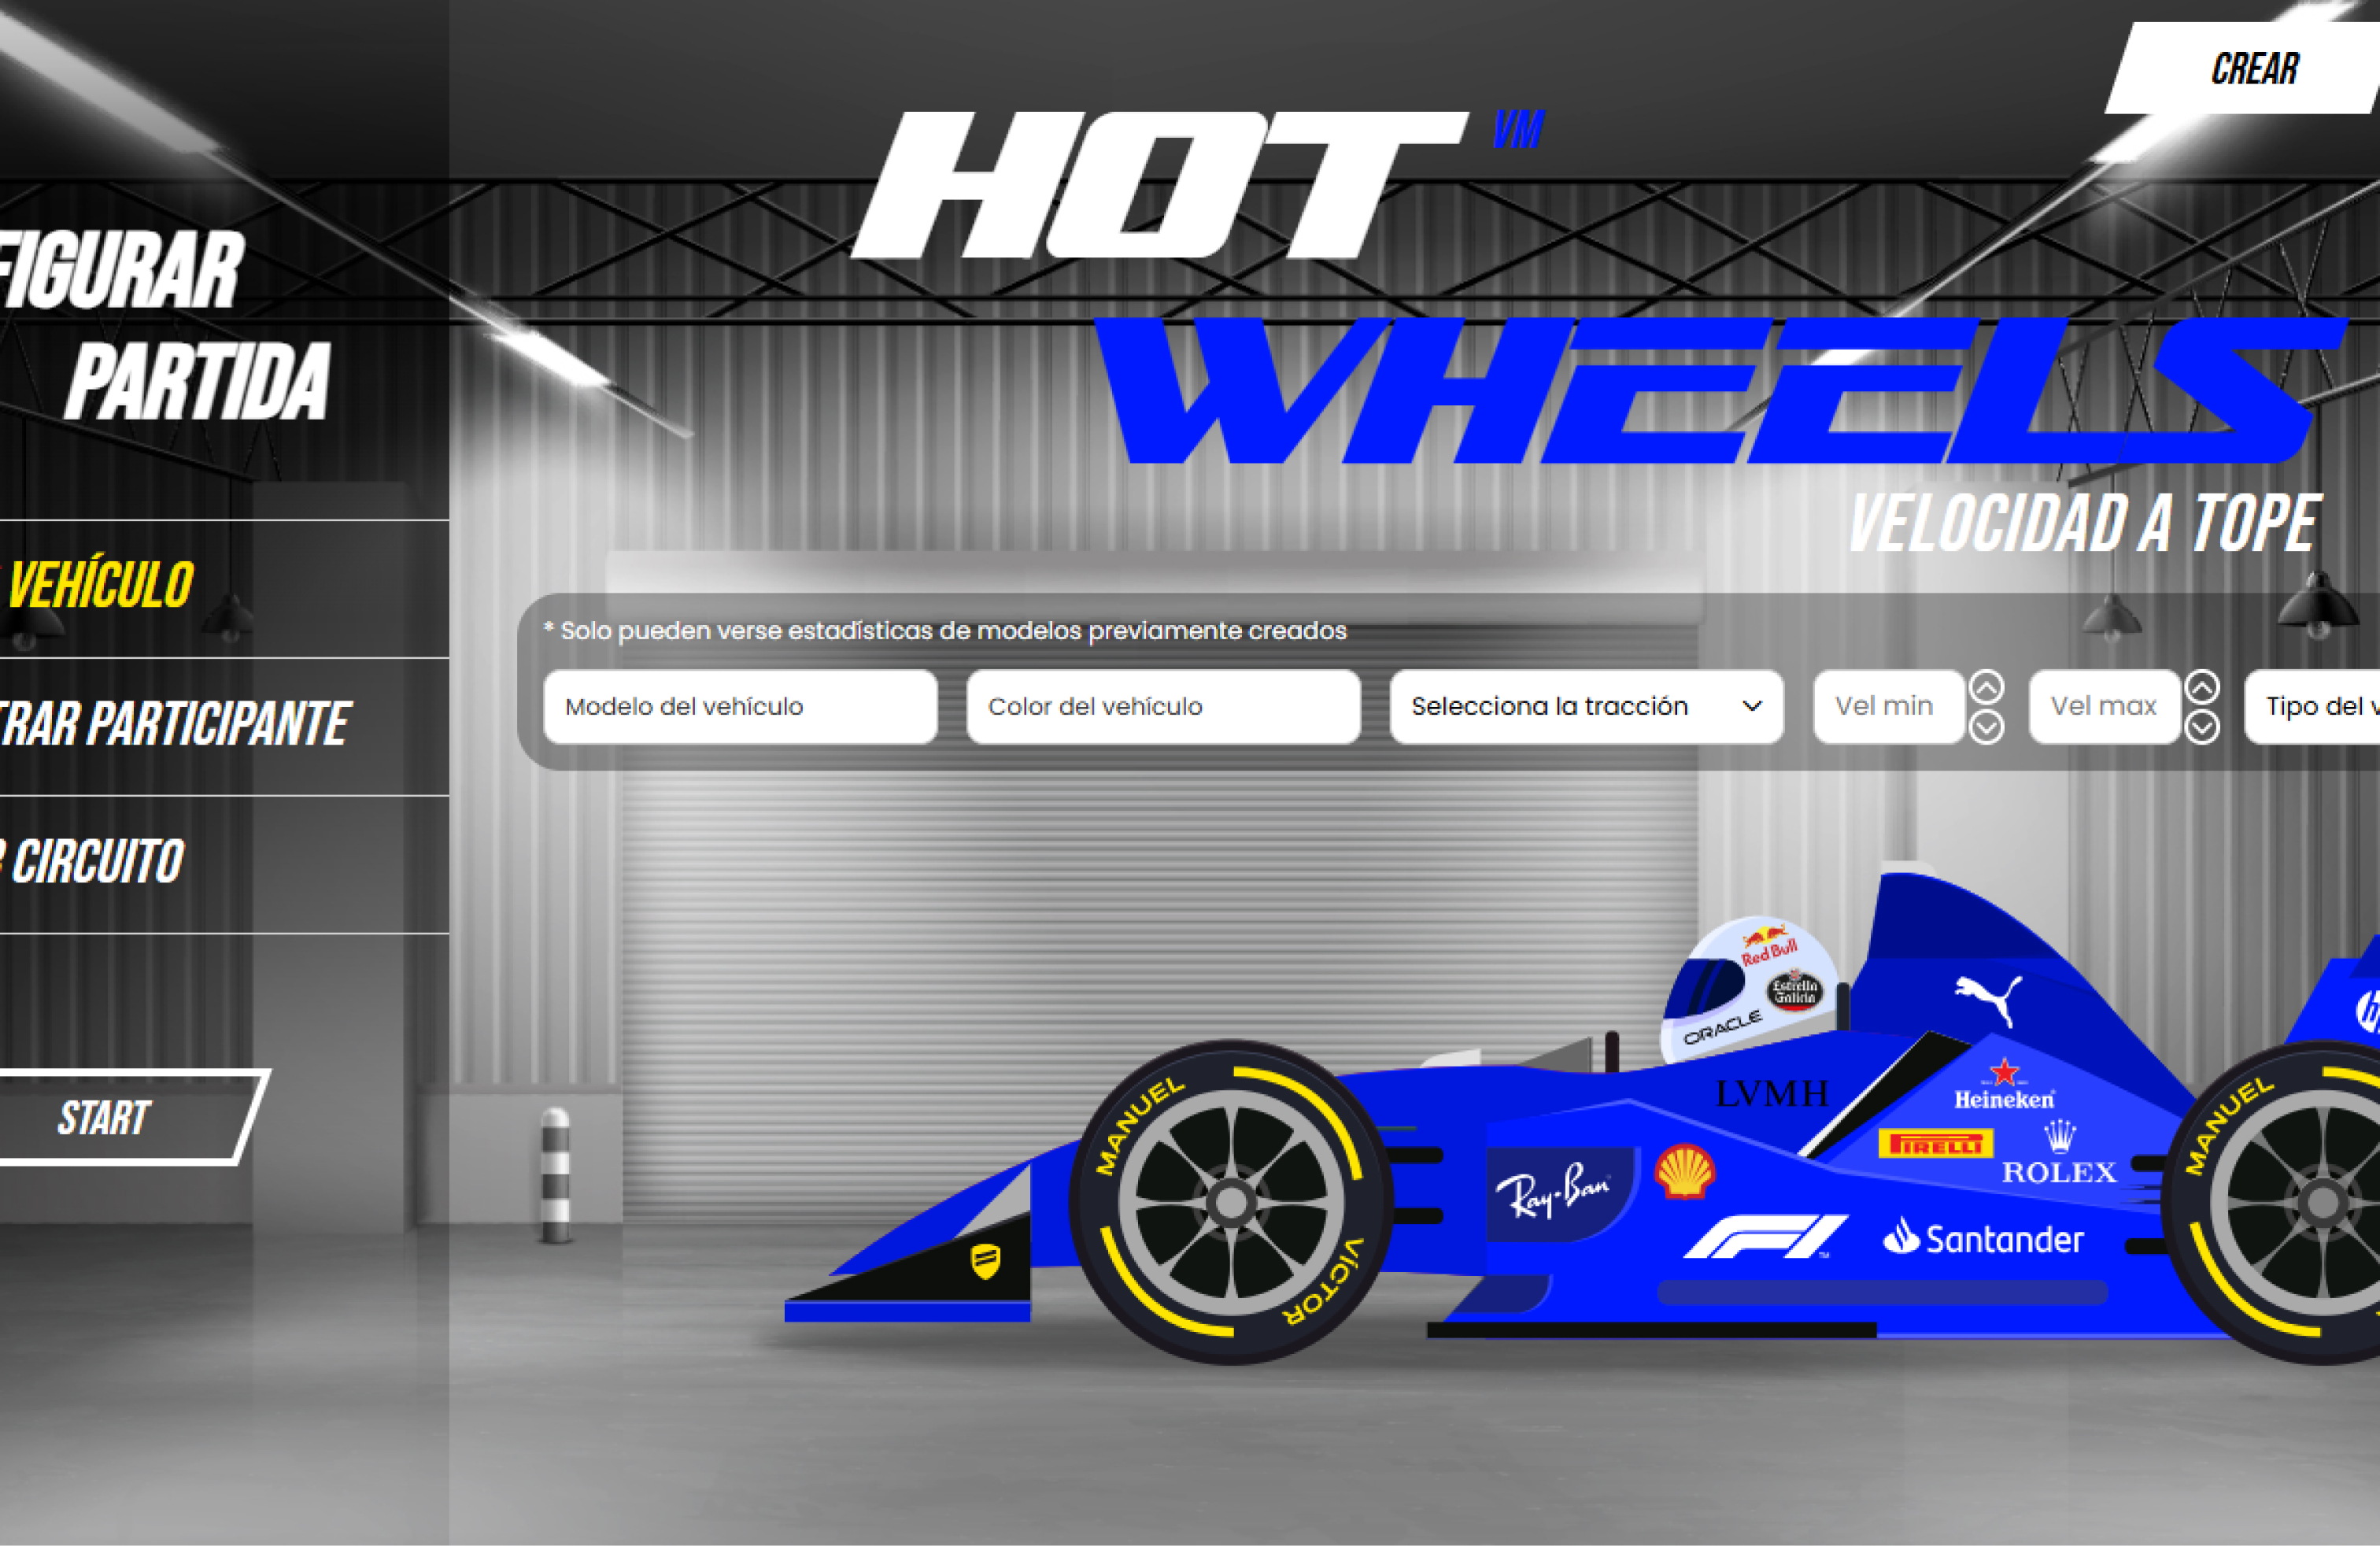 CREAR
HOT VM
WHEELS
VELOCIDAD A TOPE
FIGURAR
PARTIDA
VEHÍCULO
TRAR PARTICIPANTE
R CIRCUITO
START
* Solo pueden verse estadísticas de modelos previamente creados
Modelo del vehículo
Color del vehículo
Selecciona la tracción
Vel min
Vel max
Tipo del v
Red Bull
Estrella
Galicia
ORACLE
LVMH
Heineken
PIRELLI
ROLEX
Ray-Ban
F1
Santander
hp
MANUEL
VÍCTOR
MANUEL